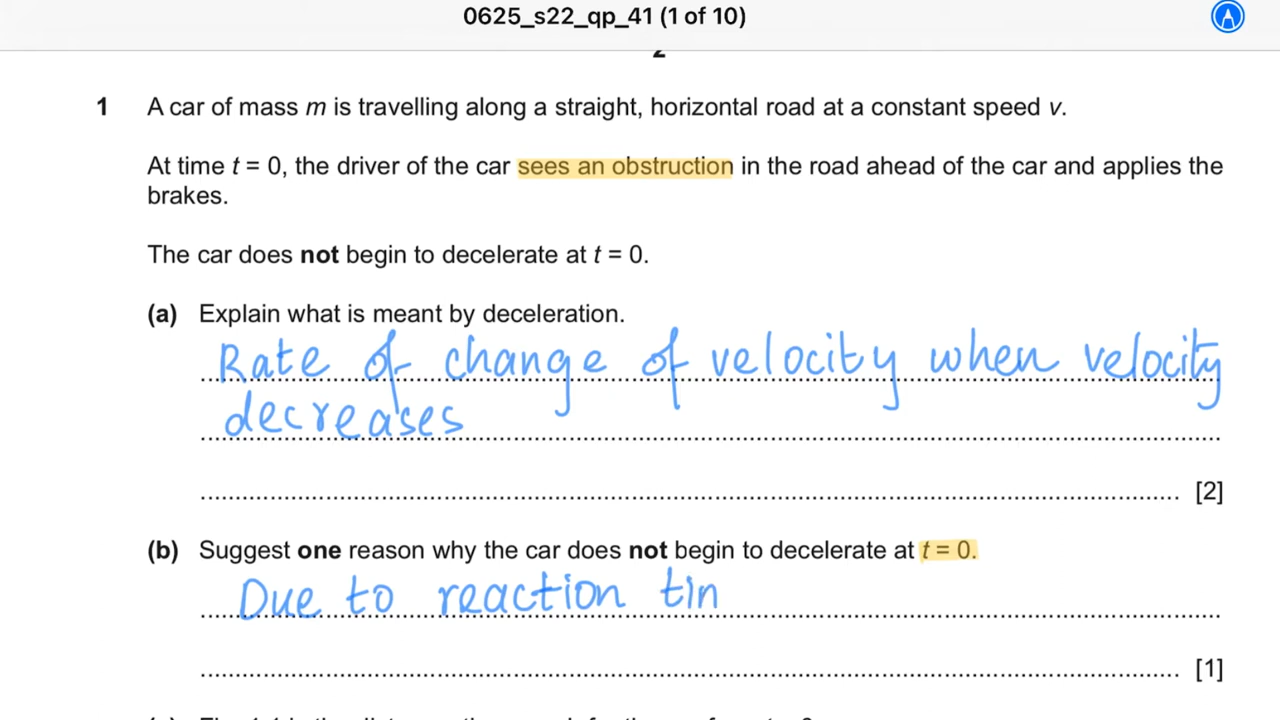 0625_s22_qp_41 (1 of 10)
1 A car of mass m is travelling along a straight, horizontal road at a constant speed v.
At time t = 0, the driver of the car sees an obstruction in the road ahead of the car and applies the
brakes.
The car does not begin to decelerate at t = 0.
(a) Explain what is meant by deceleration.
Rate of change of velocity when velocity
decreases
[2]
(b) Suggest one reason why the car does not begin to decelerate at t = 0.
Due to reaction tin
[1]